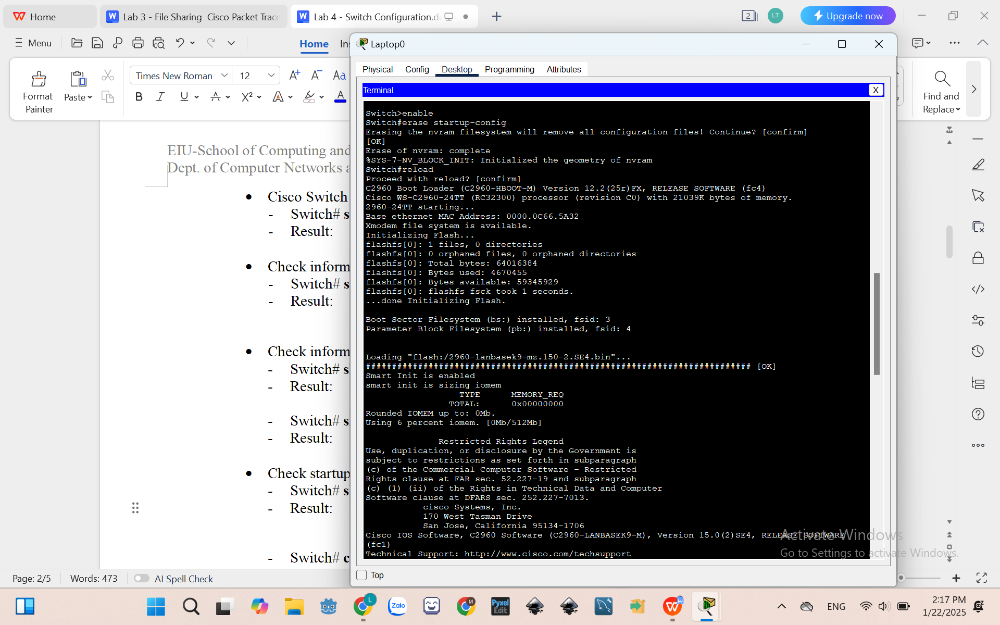 Home
Lab 3 - File Sharing Cisco Packet Trace
Lab 4 - Switch Configuration.d
2
LT
Upgrade now
Menu
Home
Ins
Format
Painter
Paste
Times New Roman
12
Aa
Find and
Replace
EIU-School of Computing and
Dept. of Computer Networks a
• Cisco Switch
- Switch# s
- Result:
• Check inform
- Switch# s
- Result:
• Check inform
- Switch# s
- Result:
- Switch# s
- Result:
• Check startup
- Switch# s
- Result:
- Switch# c
Laptop0
Physical Config Desktop Programming Attributes
Terminal
X
Switch>enable
Switch#erase startup-config
Erasing the nvram filesystem will remove all configuration files! Continue? [confirm]
[OK]
Erase of nvram: complete
%SYS-7-NV_BLOCK_INIT: Initialized the geometry of nvram
Switch#reload
Proceed with reload? [confirm]
C2960 Boot Loader (C2960-HBOOT-M) Version 12.2(25r)FX, RELEASE SOFTWARE (fc4)
Cisco WS-C2960-24TT (RC32300) processor (revision C0) with 21039K bytes of memory.
2960-24TT starting...
Base ethernet MAC Address: 0000.0C66.5A32
Xmodem file system is available.
Initializing Flash...
flashfs[0]: 1 files, 0 directories
flashfs[0]: 0 orphaned files, 0 orphaned directories
flashfs[0]: Total bytes: 64016384
flashfs[0]: Bytes used: 4670455
flashfs[0]: Bytes available: 59345929
flashfs[0]: flashfs fsck took 1 seconds.
...done Initializing Flash.
Boot Sector Filesystem (bs:) installed, fsid: 3
Parameter Block Filesystem (pb:) installed, fsid: 4
Loading "flash:/2960-lanbasek9-mz.150-2.SE4.bin"...
########################################################################## [OK]
Smart Init is enabled
smart init is sizing iomem
TYPE MEMORY_REQ
TOTAL: 0x00000000
Rounded IOMEM up to: 0Mb.
Using 6 percent iomem. [0Mb/512Mb]
Restricted Rights Legend
Use, duplication, or disclosure by the Government is
subject to restrictions as set forth in subparagraph
(c) of the Commercial Computer Software - Restricted
Rights clause at FAR sec. 52.227-19 and subparagraph
(c) (1) (ii) of the Rights in Technical Data and Computer
Software clause at DFARS sec. 252.227-7013.
cisco Systems, Inc.
170 West Tasman Drive
San Jose, California 95134-1706
Cisco IOS Software, C2960 Software (C2960-LANBASEK9-M), Version 15.0(2)SE4, RELEASE SOFTWARE
(fc1)
Technical Support: http://www.cisco.com/techsupport
Top
Activate Windows
Go to Settings to activate Windows.
Page: 2/5
Words: 473
AI Spell Check
L
Zalo
M
Pyxel
Edit
ENG
2:17 PM
1/22/2025